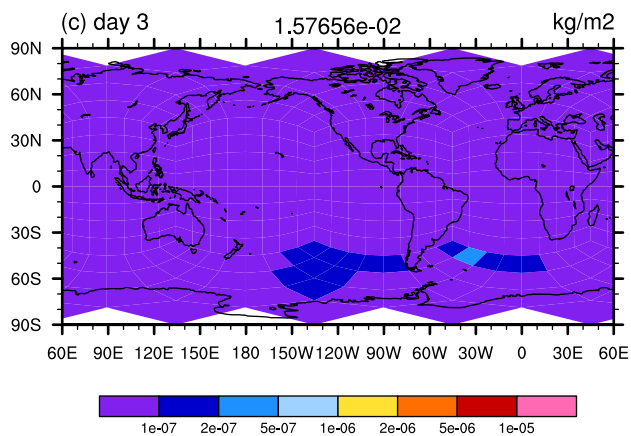 (c) day 3 1.57656e-02 kg/m2
90N
60N
30N
0
30S
60S
90S
60E 90E 120E 150E 180 150W 120W 90W 60W 30W 0 30E 60E
1e-07 2e-07 5e-07 1e-06 2e-06 5e-06 1e-05